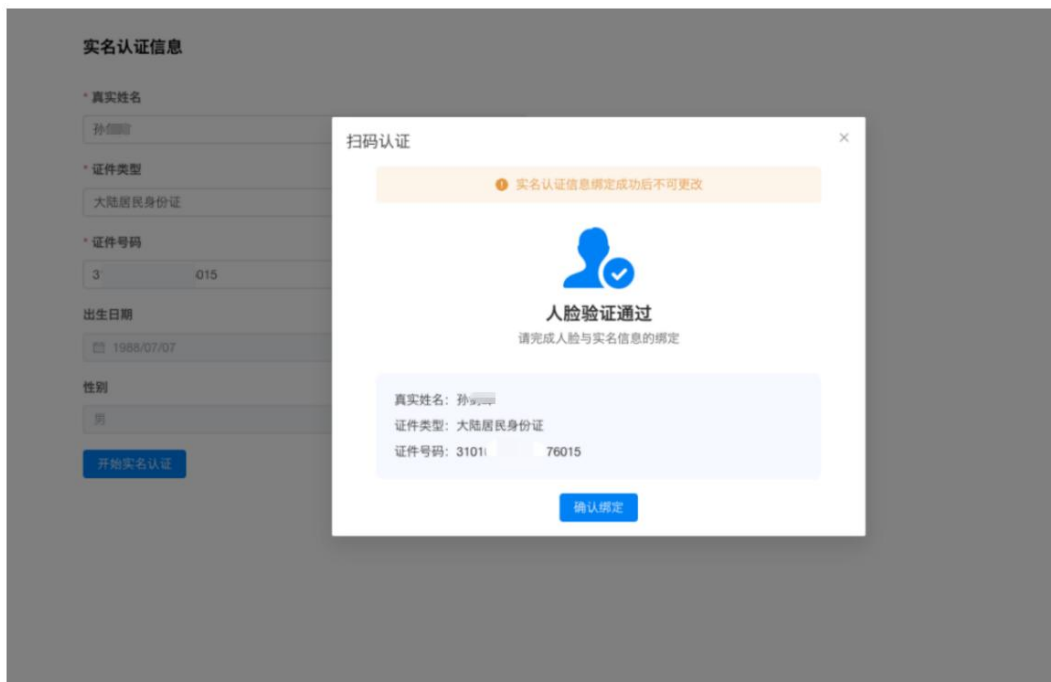 实名认证信息
* 真实姓名
孙
* 证件类型
大陆居民身份证
* 证件号码
3 015
出生日期
1988/07/07
性别
男
开始实名认证
扫码认证
实名认证信息绑定成功后不可更改
人脸验证通过
请完成人脸与实名信息的绑定
真实姓名: 孙
证件类型: 大陆居民身份证
证件号码: 3101 76015
确认绑定